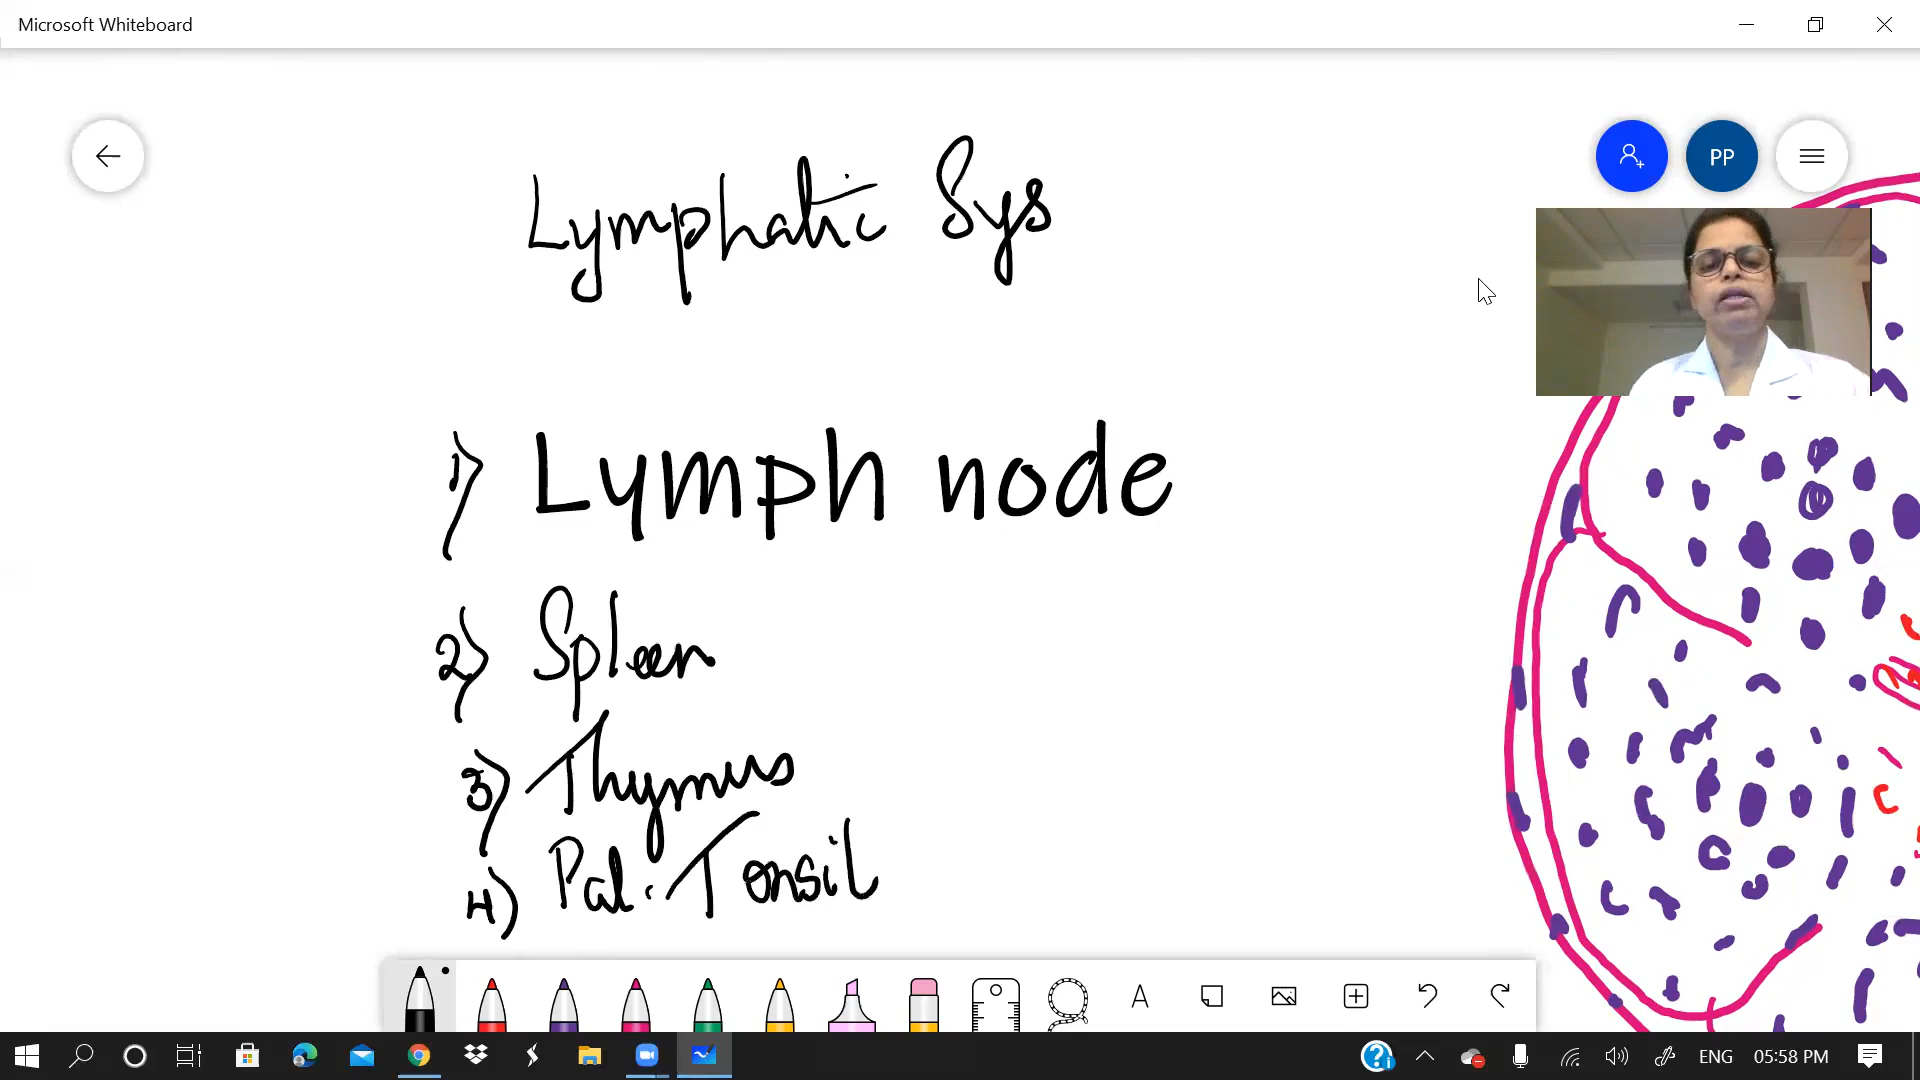 Microsoft Whiteboard
PP
Lymphatic Sys
1) Lymph node
2) Spleen
3) Thymus
4) Pal. Tonsil
A
ENG 05:58 PM